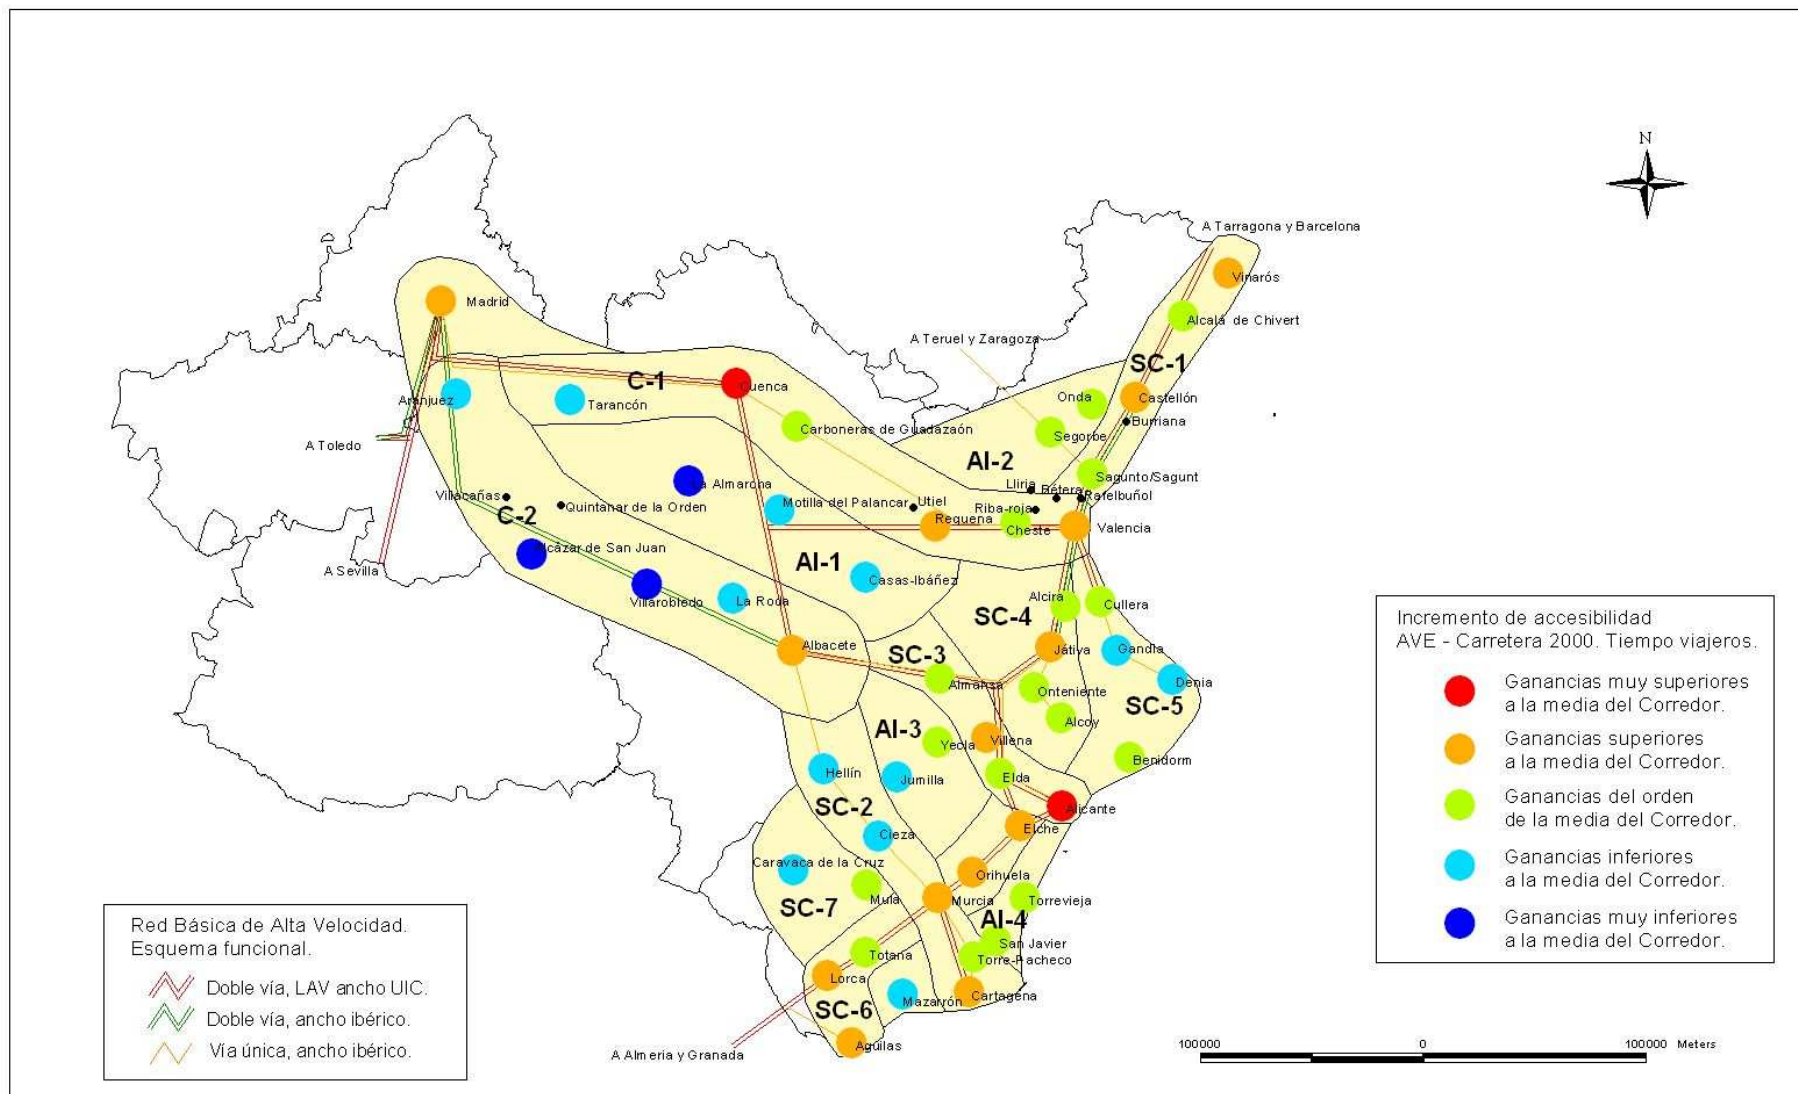 N
A Tarragona y Barcelona
Vinarós
Madrid
Alcalá de Chivert
A Teruel y Zaragoza
SC-1
C-1
Cuenca
Aranjuez
Tarancón
Onda
Castellón
Burriana
Carboneras de Guadazaón
Segorbe
A Toledo
AI-2
Sagunto/Sagunt
Lliria
Bétera
Rafelbuñol
La Almarcha
Villacañas
Quintanar de la Orden
Motilla del Palancar
Utiel
Riba-roja
C-2
Requena
Cheste
Valencia
Alcázar de San Juan
A Sevilla
AI-1
Casas-Ibáñez
Villarobledo
La Roda
Alcira
Cullera
SC-4
Albacete
SC-3
Játiva
Gandía
Almansa
Onteniente
Denia
SC-5
Alcoy
AI-3
Yecla
Villena
Benidorm
Hellín
Jumilla
Elda
SC-2
Alicante
Cieza
Elche
Caravaca de la Cruz
Orihuela
Mula
SC-7
Murcia
Torrevieja
AI-4
San Javier
Totana
Torre-Pacheco
Lorca
Mazarrón
Cartagena
SC-6
Aguilas
A Almeria y Granada
Incremento de accesibilidad
AVE - Carretera 2000. Tiempo viajeros.
Ganancias muy superiores
a la media del Corredor.
Ganancias superiores
a la media del Corredor.
Ganancias del orden
de la media del Corredor.
Ganancias inferiores
a la media del Corredor.
Ganancias muy inferiores
a la media del Corredor.
Red Básica de Alta Velocidad.
Esquema funcional.
Doble vía, LAV ancho UIC.
Doble vía, ancho ibérico.
Vía única, ancho ibérico.
100000 0 100000 Meters